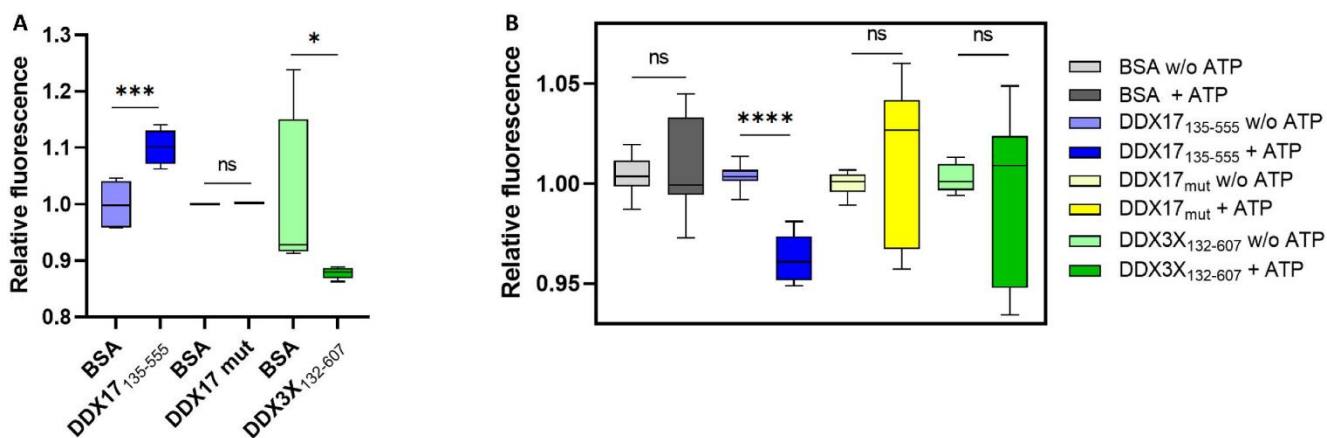 A
Relative fluorescence
1.3
1.2
1.1
1.0
0.9
0.8
***
ns
*
BSA
DDX17 135-555
BSA
DDX17 mut
BSA
DDX3X 132-607
B
Relative fluorescence
1.05
1.00
0.95
ns
****
ns
ns
BSA w/o ATP
BSA + ATP
DDX17 135-555 w/o ATP
DDX17 135-555 + ATP
DDX17 mut w/o ATP
DDX17 mut + ATP
DDX3X 132-607 w/o ATP
DDX3X 132-607 + ATP